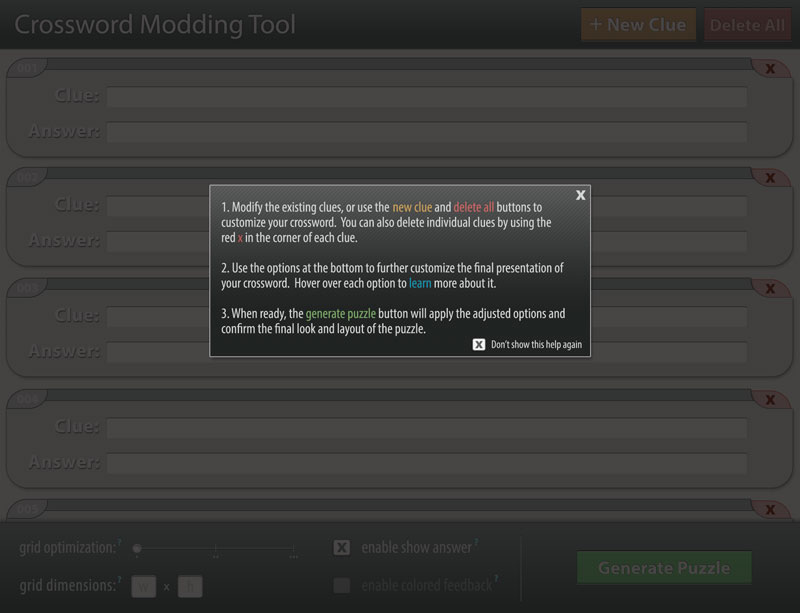 Crossword Modding Tool
+ New Clue
Delete All
001
X
Clue:
Answer:
002
X
Clue:
Answer:
003
X
Clue:
Answer:
004
X
Clue:
Answer:
005
X
X
1. Modify the existing clues, or use the new clue and delete all buttons to
customize your crossword. You can also delete individual clues by using the
red x in the corner of each clue.
2. Use the options at the bottom to further customize the final presentation of
your crossword. Hover over each option to learn more about it.
3. When ready, the generate puzzle button will apply the adjusted options and
confirm the final look and layout of the puzzle.
X Don't show this help again
grid optimization:? . .. ...
X enable show answer?
grid dimensions:? w x h
enable colored feedback?
Generate Puzzle